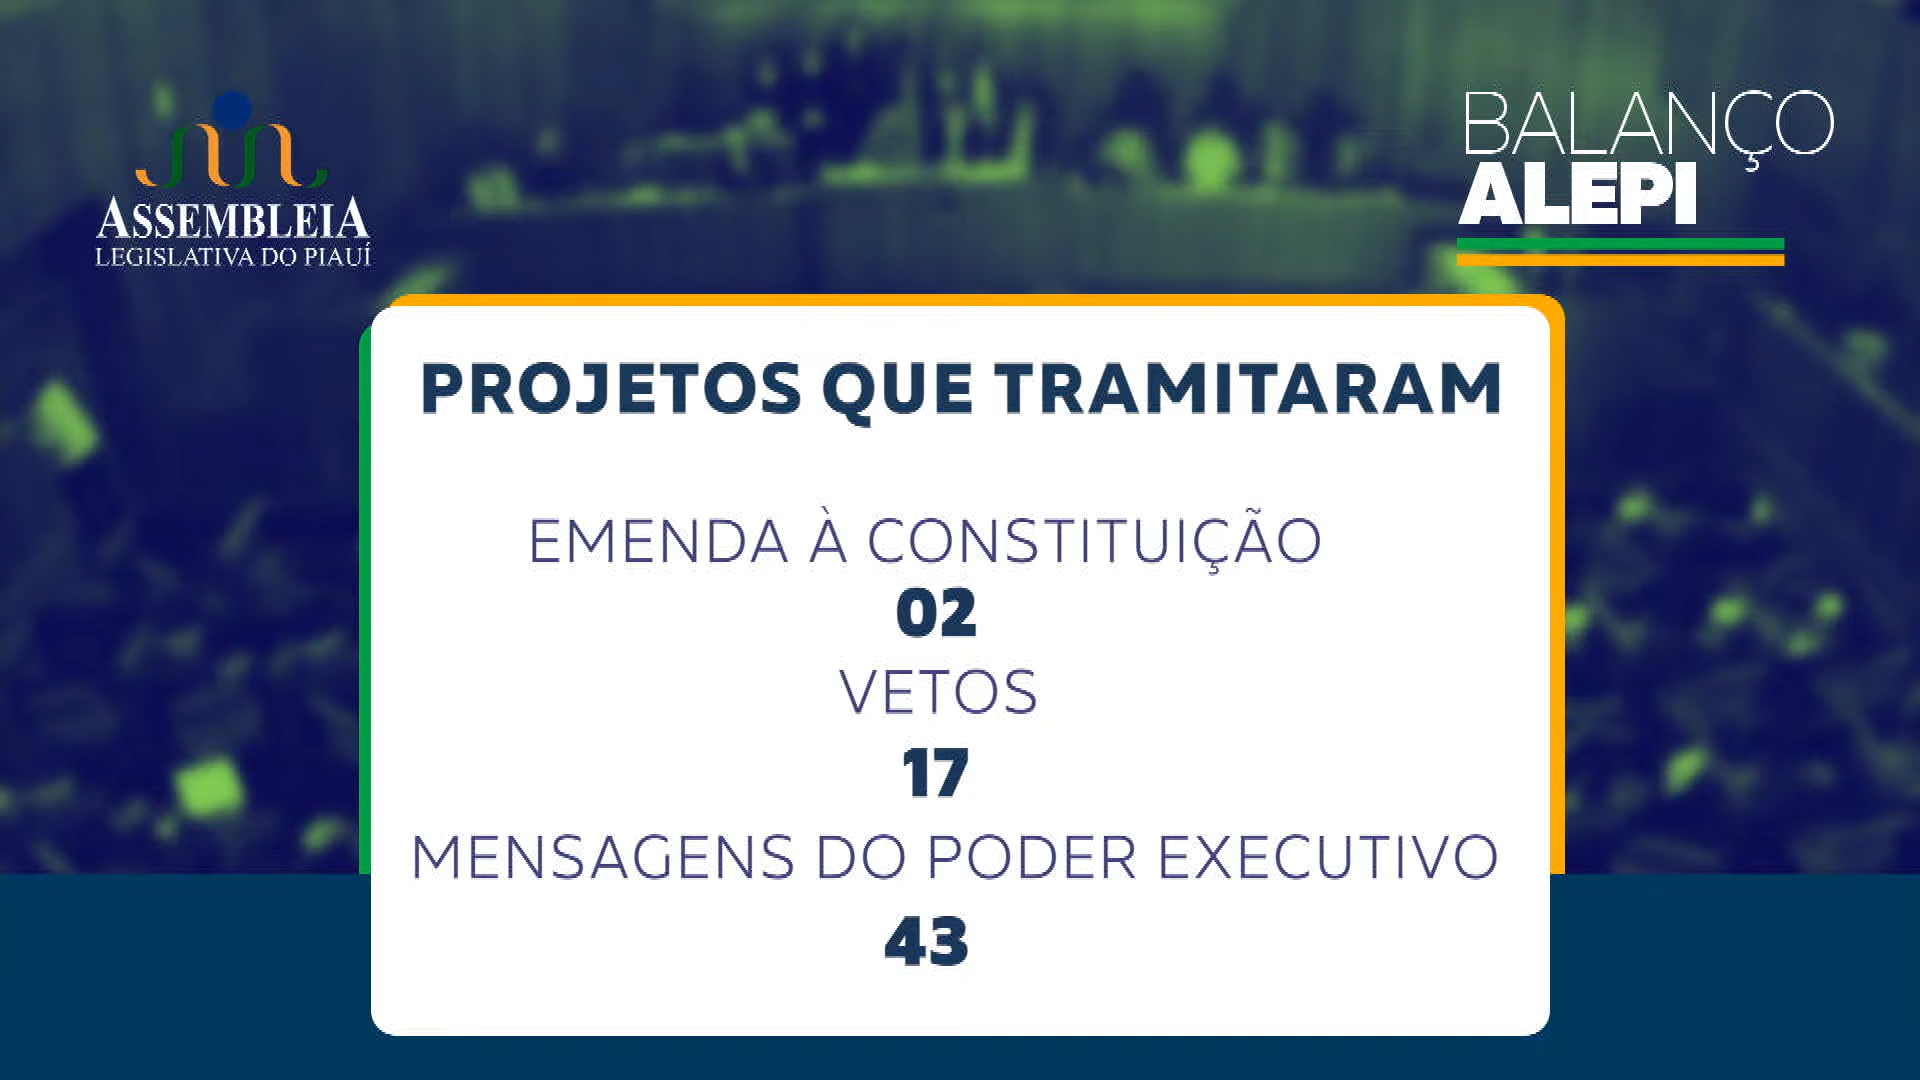 ASSEMBLEIA
LEGISLATIVA DO PIAUÍ
BALANÇO
ALEPI
PROJETOS QUE TRAMITARAM
EMENDA À CONSTITUIÇÃO
02
VETOS
17
MENSAGENS DO PODER EXECUTIVO
43